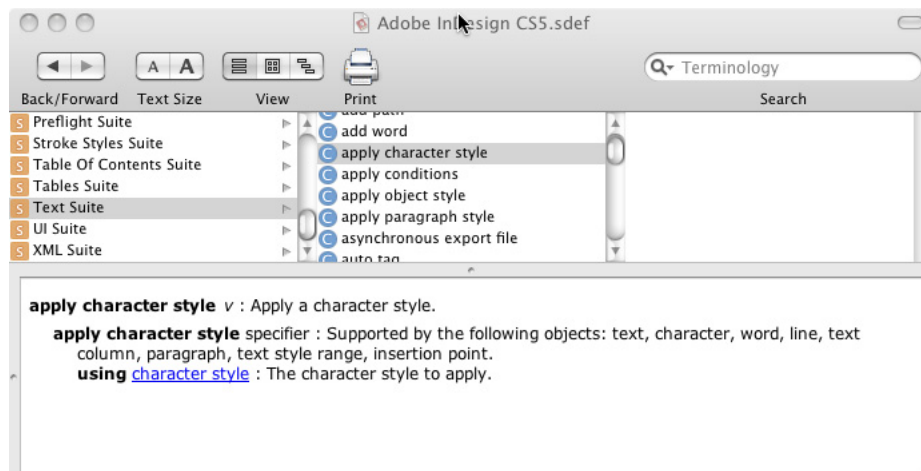 Adobe InDesign CS5.sdef
A A
Terminology
Back/Forward Text Size View Print Search
S Preflight Suite
S Stroke Styles Suite
S Table Of Contents Suite
S Tables Suite
S Text Suite
S UI Suite
S XML Suite
add path
C add word
C apply character style
C apply conditions
C apply object style
C apply paragraph style
C asynchronous export file
C auto tag
apply character style v : Apply a character style.
apply character style specifier : Supported by the following objects: text, character, word, line, text
column, paragraph, text style range, insertion point.
using character style : The character style to apply.